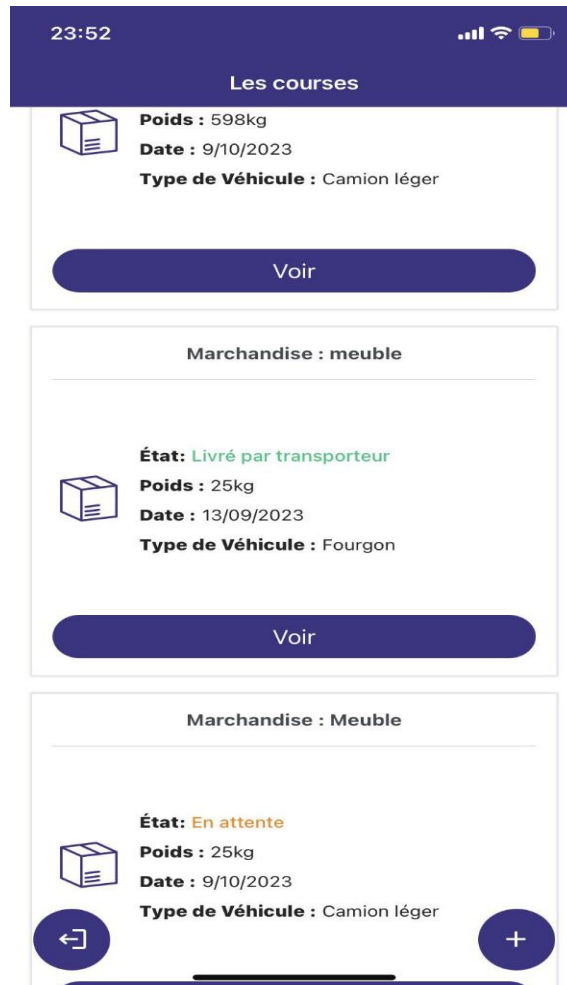 23:52
Les courses
Poids : 598kg
Date : 9/10/2023
Type de Véhicule : Camion léger
Voir
Marchandise : meuble
État: Livré par transporteur
Poids : 25kg
Date : 13/09/2023
Type de Véhicule : Fourgon
Voir
Marchandise : Meuble
État: En attente
Poids : 25kg
Date : 9/10/2023
Type de Véhicule : Camion léger
+